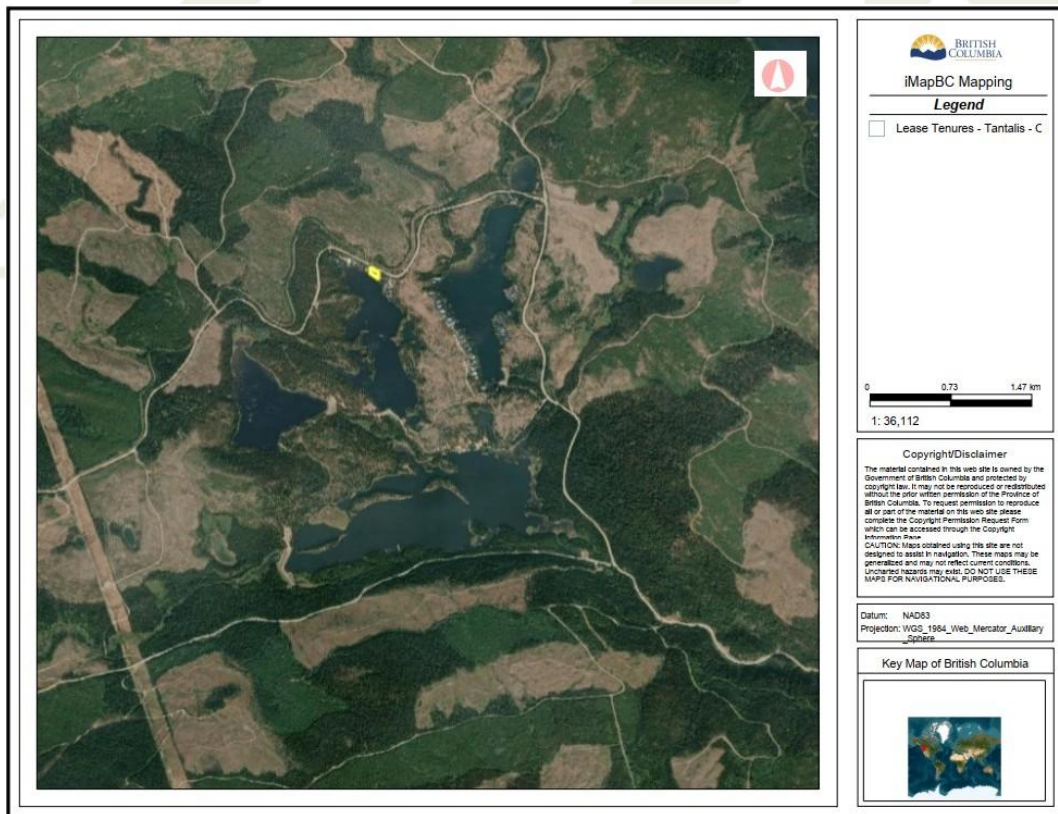 BRITISH
COLUMBIA
iMapBC Mapping
Legend
Lease Tenures - Tantalis - C
0 0.73 1.47 km
1: 36,112
Copyright/Disclaimer
The material contained in this web site is owned by the
Government of British Columbia and protected by
copyright law. It may not be reproduced or redistributed
without the prior written permission of the Province of
British Columbia. To request permission to reproduce
all or part of the material on this web site please
complete the Copyright Permission Request Form
which can be accessed through the Copyright
Information Page.
CAUTION: Maps obtained using this site are not
designed to assist in navigation. These maps may be
generalized and may not reflect current conditions.
Uncharted hazards may exist. DO NOT USE THESE
MAPS FOR NAVIGATIONAL PURPOSES.
Datum: NAD83
Projection: WGS_1984_Web_Mercator_Auxiliary
_Sphere
Key Map of British Columbia